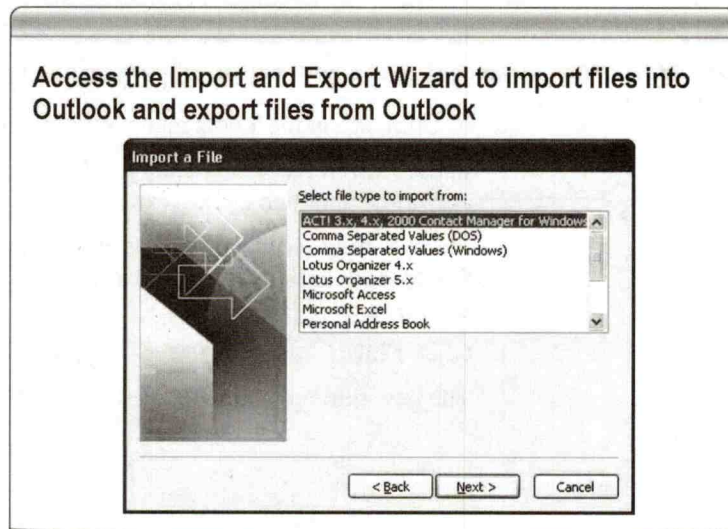 Access the Import and Export Wizard to import files into
Outlook and export files from Outlook
Import a File
Select file type to import from:
ACT! 3.x, 4.x, 2000 Contact Manager for Windows
Comma Separated Values (DOS)
Comma Separated Values (Windows)
Lotus Organizer 4.x
Lotus Organizer 5.x
Microsoft Access
Microsoft Excel
Personal Address Book
< Back
Next >
Cancel